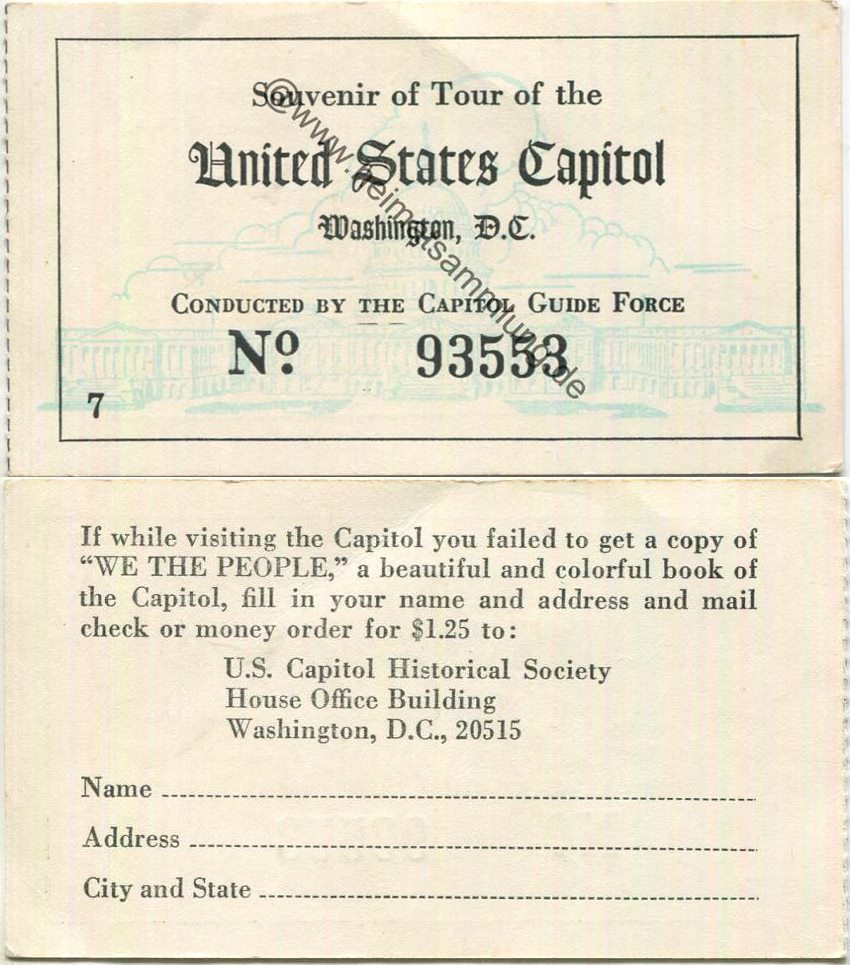 Souvenir of Tour of the
United States Capitol
Washington, D.C.
CONDUCTED BY THE CAPITOL GUIDE FORCE
No. 93553
7
©www.heimatsammlung.de
If while visiting the Capitol you failed to get a copy of
“WE THE PEOPLE,” a beautiful and colorful book of
the Capitol, fill in your name and address and mail
check or money order for $1.25 to:
U.S. Capitol Historical Society
House Office Building
Washington, D.C., 20515
Name
Address
City and State